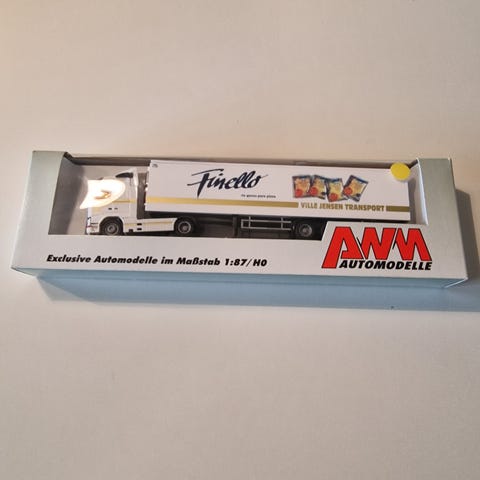 Finello
VILLE JENSEN TRANSPORT
AWM
AUTOMODELLE
Exclusive Automodelle im Maßstab 1:87/H0